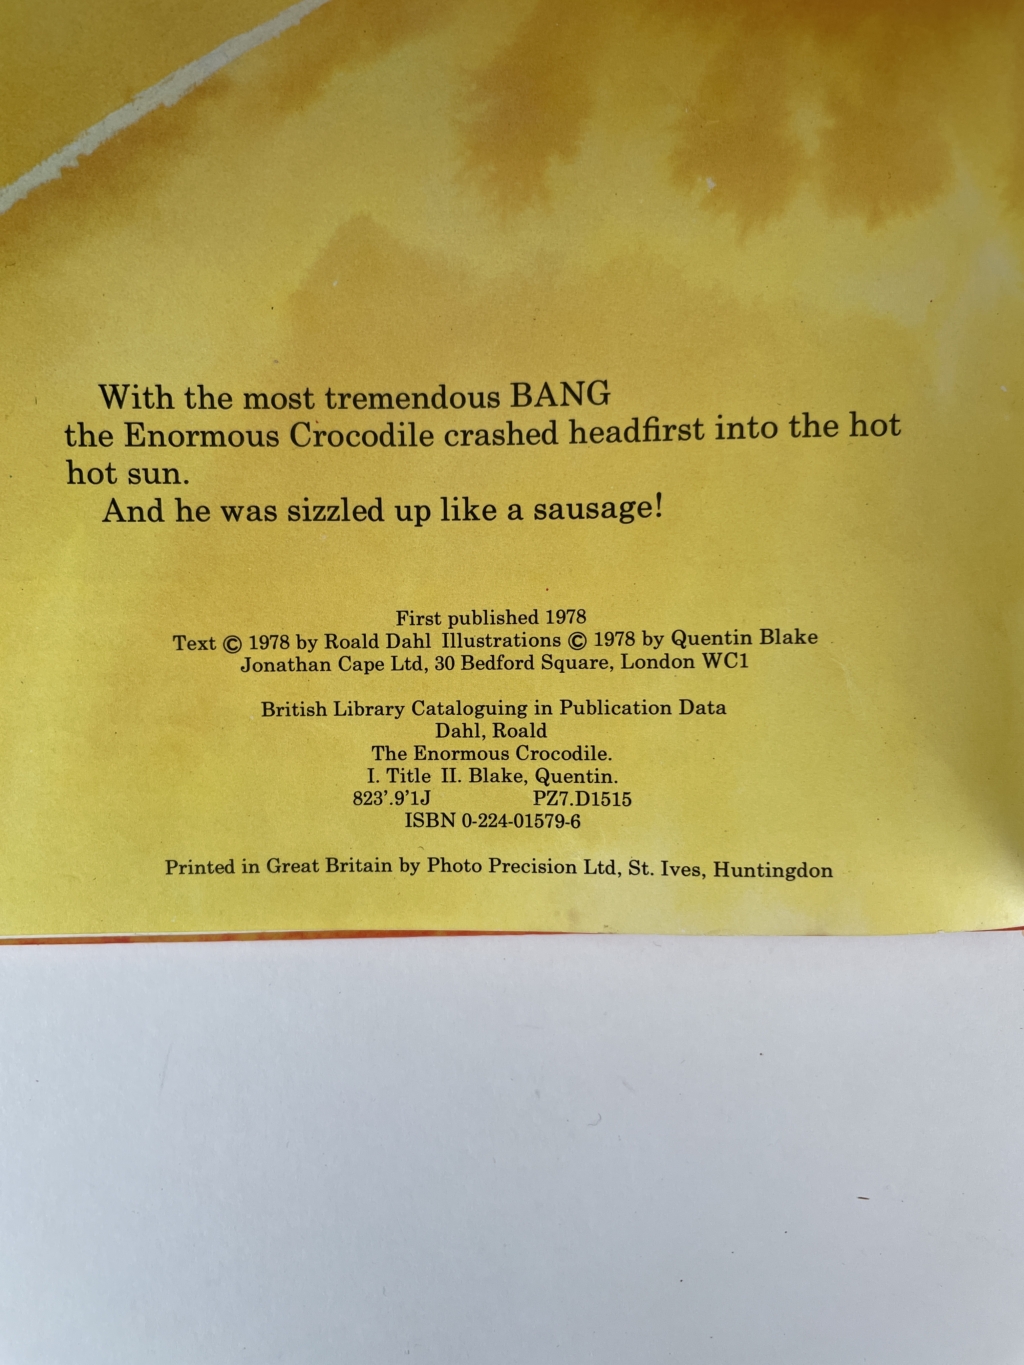 With the most tremendous BANG
the Enormous Crocodile crashed headfirst into the hot
hot sun.
And he was sizzled up like a sausage!
First published 1978
Text © 1978 by Roald Dahl Illustrations © 1978 by Quentin Blake
Jonathan Cape Ltd, 30 Bedford Square, London WC1
British Library Cataloguing in Publication Data
Dahl, Roald
The Enormous Crocodile.
I. Title II. Blake, Quentin.
823'.9'1J PZ7.D1515
ISBN 0-224-01579-6
Printed in Great Britain by Photo Precision Ltd, St. Ives, Huntingdon